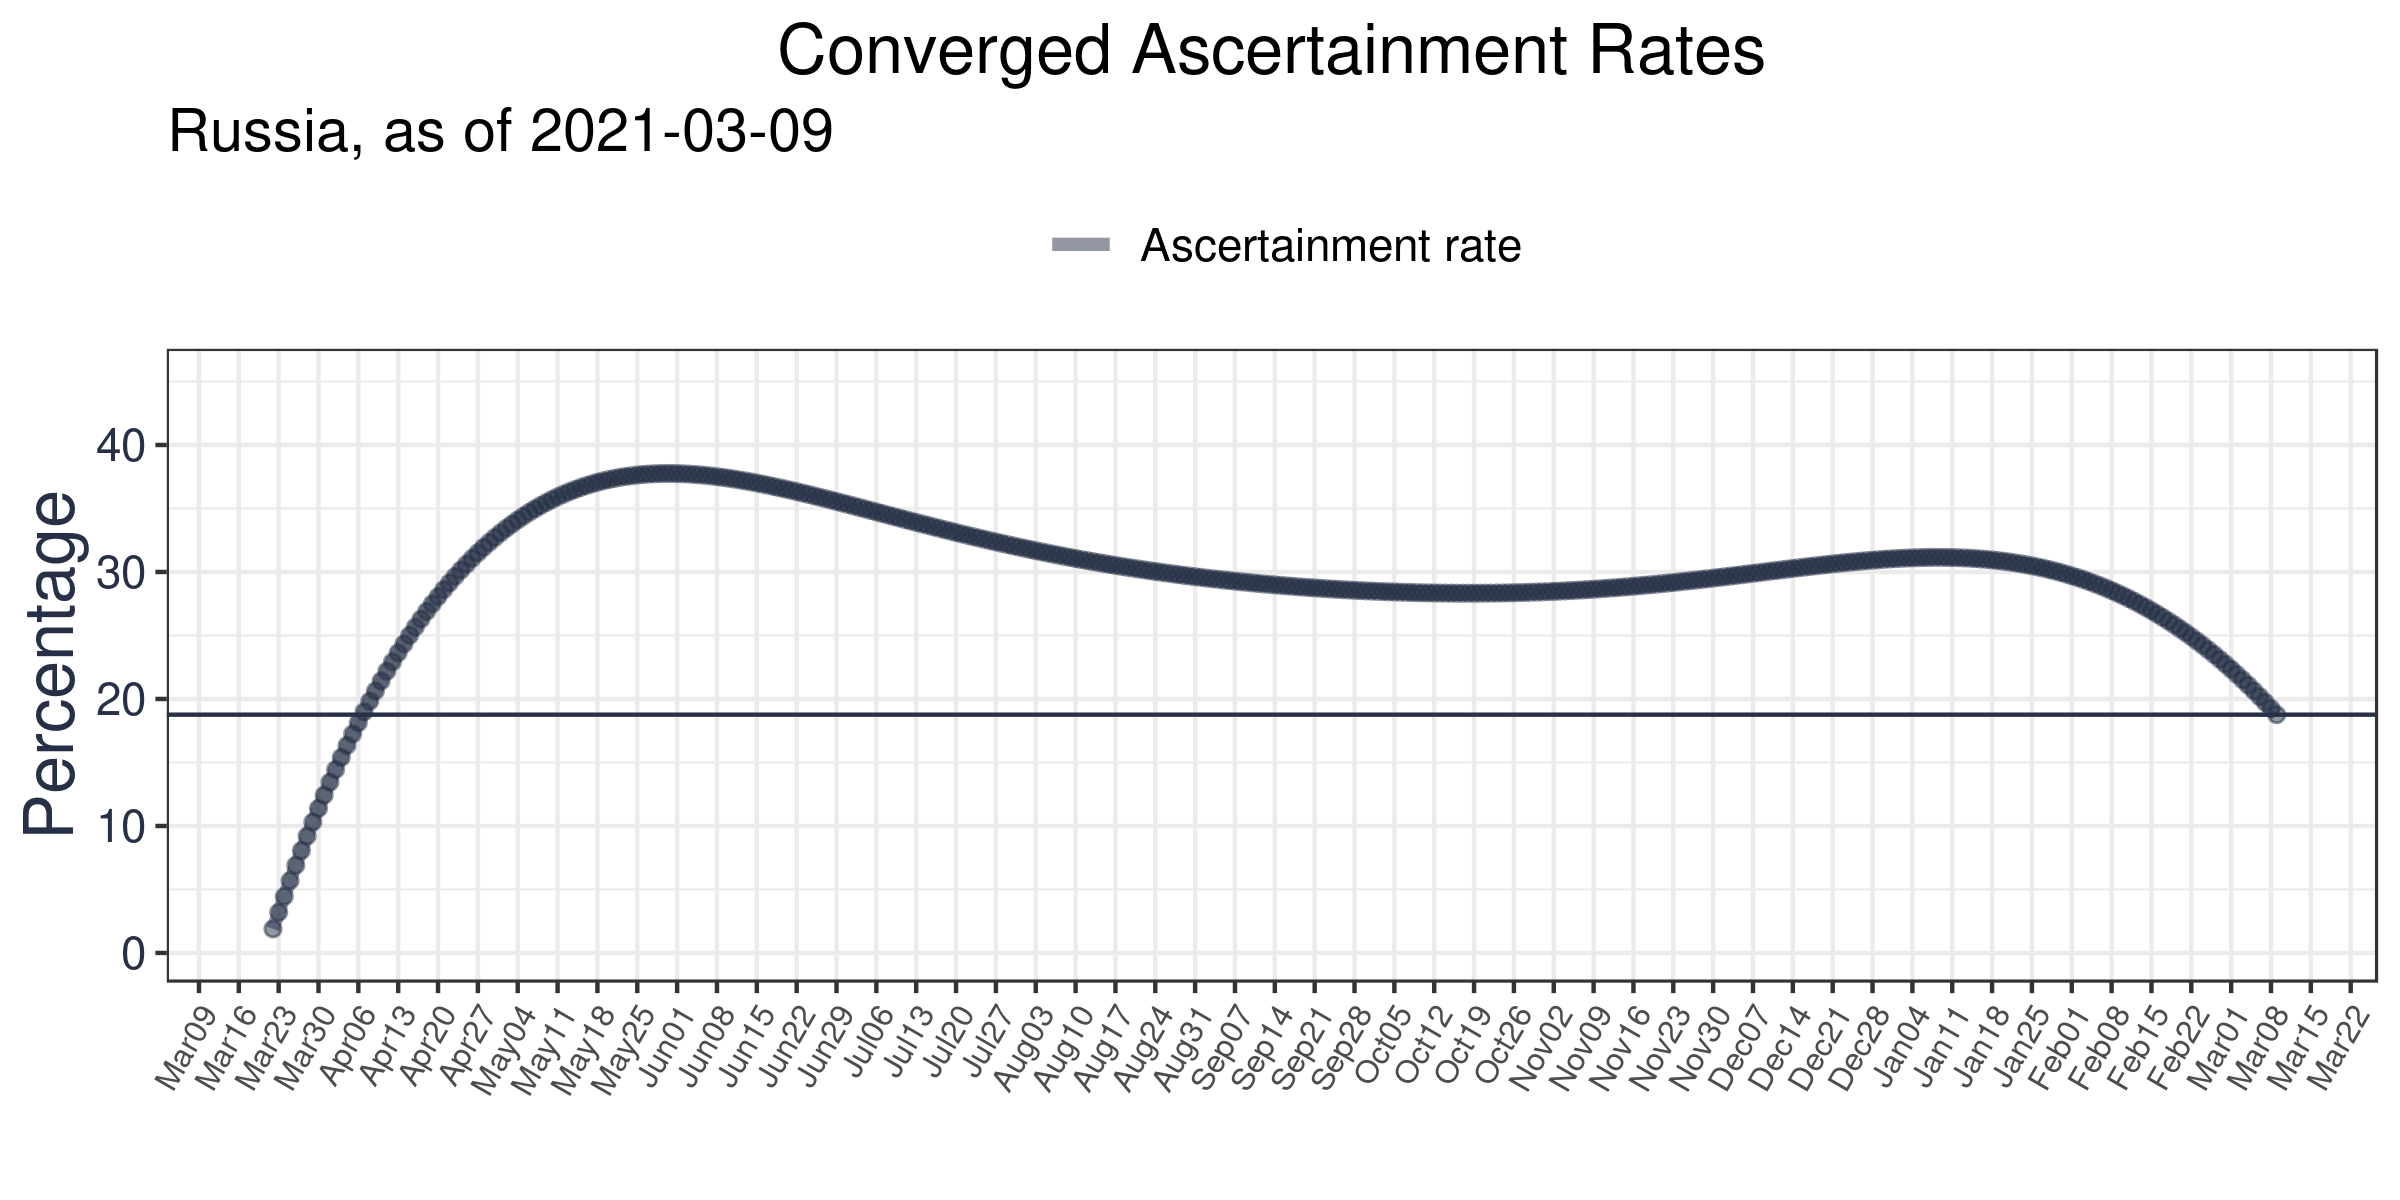 Converged Ascertainment Rates
Russia, as of 2021-03-09
Ascertainment rate
Percentage
40
30
20
10
0
Mar09 Mar16 Mar23 Mar30 Apr06 Apr13 Apr20 Apr27 May04 May11 May18 May25 Jun01 Jun08 Jun15 Jun22 Jun29 Jul06 Jul13 Jul20 Jul27 Aug03 Aug10 Aug17 Aug24 Aug31 Sep07 Sep14 Sep21 Sep28 Oct05 Oct12 Oct19 Oct26 Nov02 Nov09 Nov16 Nov23 Nov30 Dec07 Dec14 Dec21 Dec28 Jan04 Jan11 Jan18 Jan25 Feb01 Feb08 Feb15 Feb22 Mar01 Mar08 Mar15 Mar22